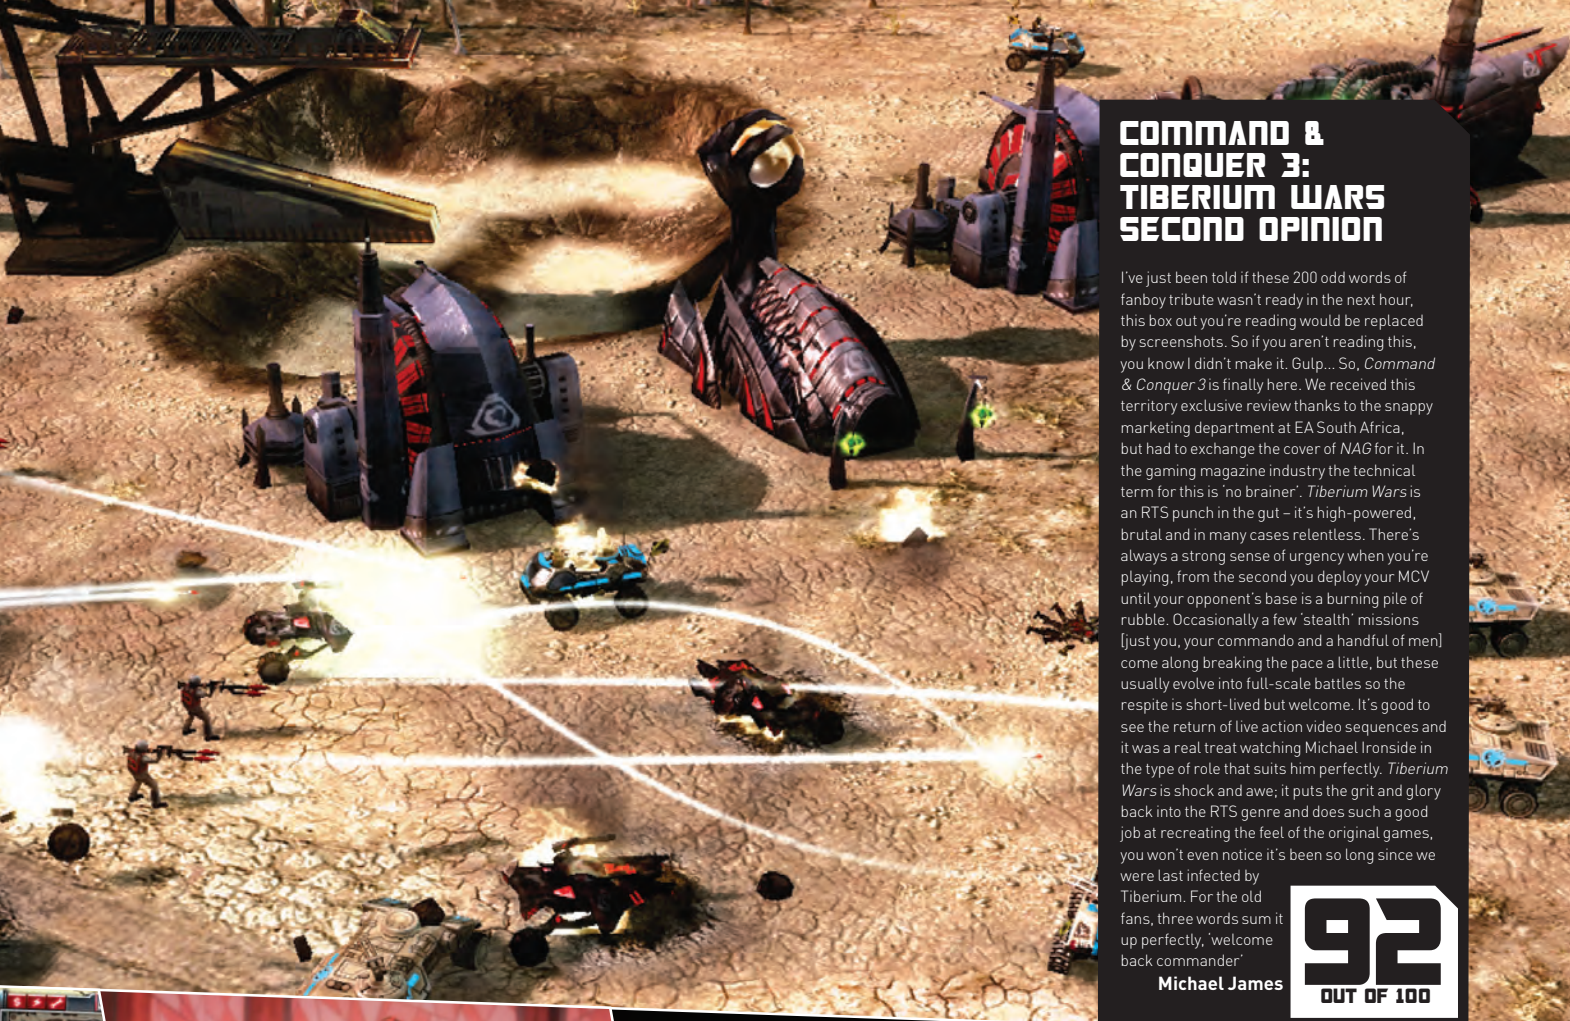 COMMAND &
CONQUER 3:
TIBERIUM WARS
SECOND OPINION
I've just been told if these 200 odd words of
fanboy tribute wasn't ready in the next hour,
this box out you're reading would be replaced
by screenshots. So if you aren't reading this,
you know I didn't make it. Gulp... So, Command
& Conquer 3 is finally here. We received this
territory exclusive review thanks to the snappy
marketing department at EA South Africa,
but had to exchange the cover of NAG for it. In
the gaming magazine industry the technical
term for this is 'no brainer'. Tiberium Wars is
an RTS punch in the gut – it's high-powered,
brutal and in many cases relentless. There's
always a strong sense of urgency when you're
playing, from the second you deploy your MCV
until your opponent's base is a burning pile of
rubble. Occasionally a few 'stealth' missions
[just you, your commando and a handful of men]
come along breaking the pace a little, but these
usually evolve into full-scale battles so the
respite is short-lived but welcome. It's good to
see the return of live action video sequences and
it was a real treat watching Michael Ironside in
the type of role that suits him perfectly. Tiberium
Wars is shock and awe; it puts the grit and glory
back into the RTS genre and does such a good
job at recreating the feel of the original games,
you won't even notice it's been so long since we
were last infected by
Tiberium. For the old
fans, three words sum it
up perfectly, 'welcome
back commander'
Michael James
92
OUT OF 100